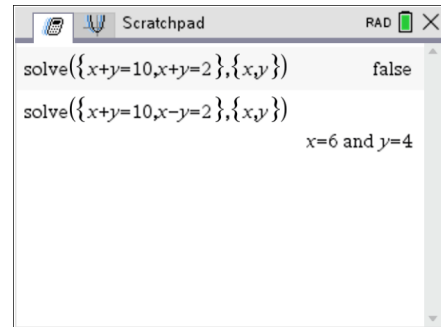 Scratchpad RAD
solve({x+y=10,x+y=2},{x,y}) false
solve({x+y=10,x-y=2},{x,y})
x=6 and y=4